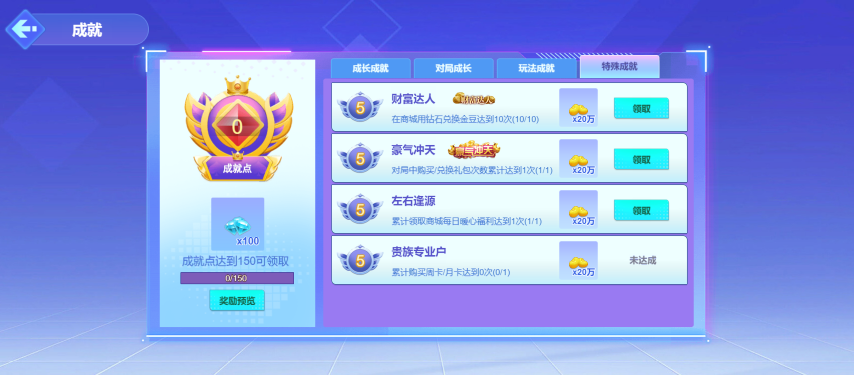 成就
0
成就点
x100
成就点达到150可领取
0/150
奖励预览
成长成就
对局成长
玩法成就
特殊成就
5
财富达人
财富达人
在商城用钻石兑换金豆达到10次(10/10)
x20万
领取
5
豪气冲天
豪气冲天
对局中购买/兑换礼包次数累计达到1次(1/1)
x20万
领取
5
左右逢源
累计领取商城每日暖心福利达到1次(1/1)
x20万
领取
5
贵族专业户
累计购买周卡/月卡达到0次(0/1)
x20万
未达成